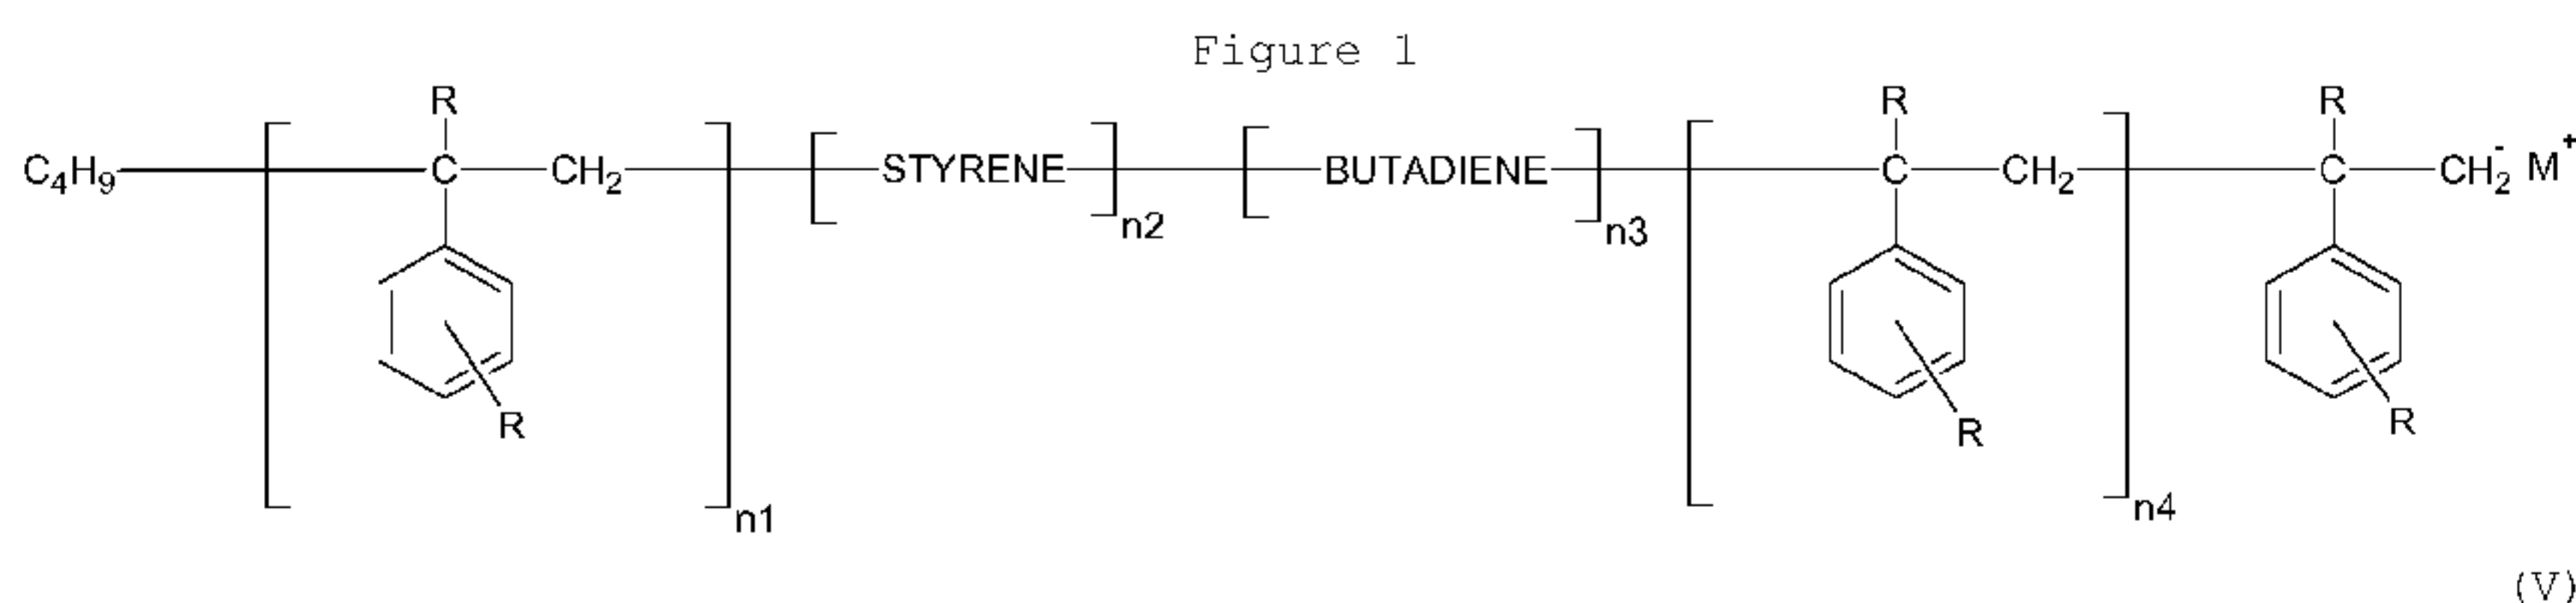 Figure 1
R R R
C4H9 C CH2 STYRENE BUTADIENE C CH2 C CH2- M+
n2 n3
R R R
n1 n4
(V)